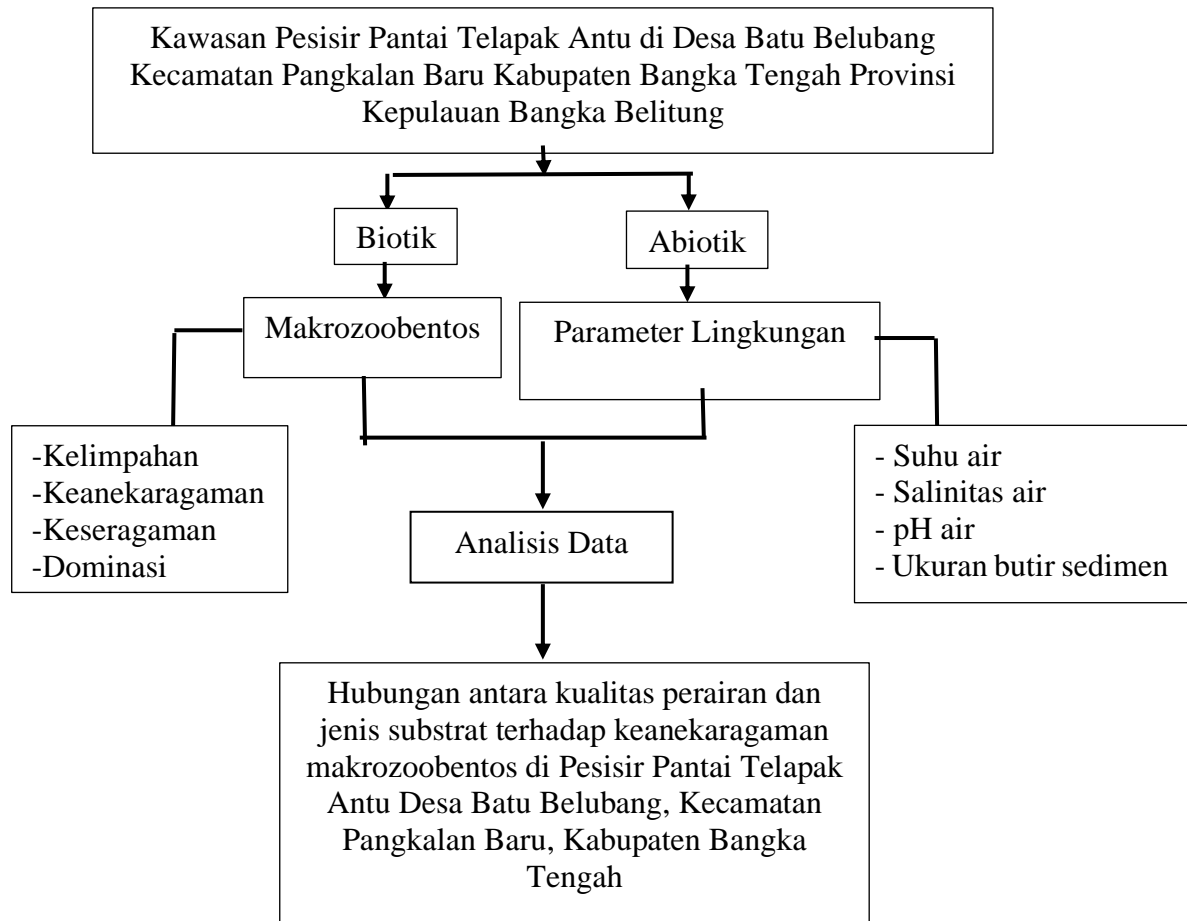 Kawasan Pesisir Pantai Telapak Antu di Desa Batu Belubang
Kecamatan Pangkalan Baru Kabupaten Bangka Tengah Provinsi
Kepulauan Bangka Belitung
Biotik
Abiotik
Makrozoobentos
Parameter Lingkungan
-Kelimpahan
-Keanekaragaman
-Keseragaman
-Dominasi
- Suhu air
- Salinitas air
- pH air
- Ukuran butir sedimen
Analisis Data
Hubungan antara kualitas perairan dan
jenis substrat terhadap keanekaragaman
makrozoobentos di Pesisir Pantai Telapak
Antu Desa Batu Belubang, Kecamatan
Pangkalan Baru, Kabupaten Bangka
Tengah